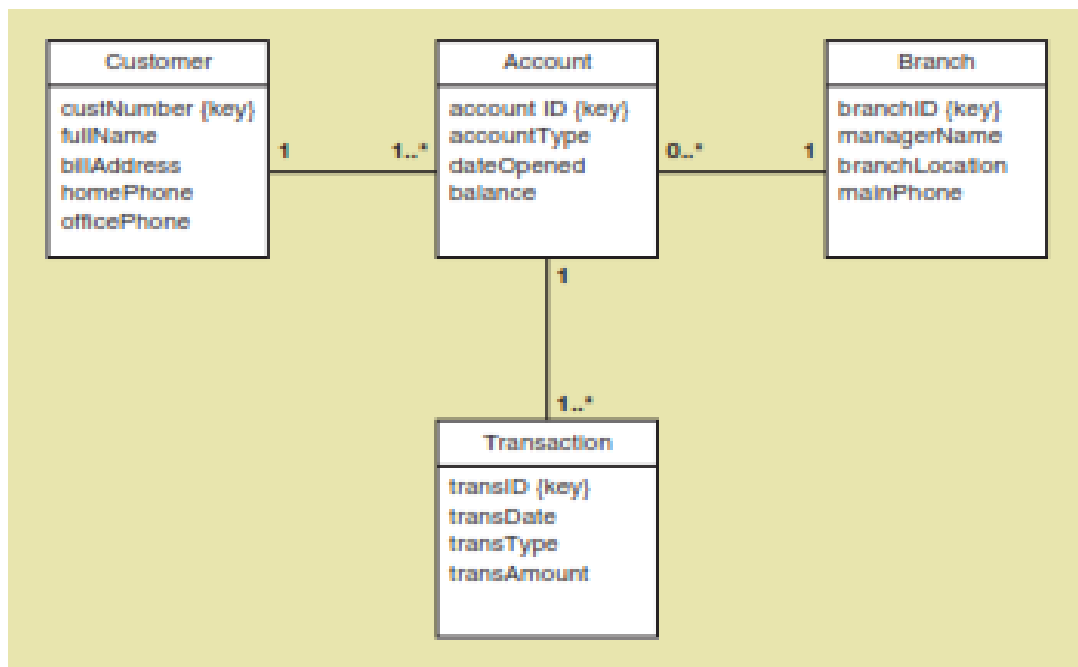 Customer
custNumber {key}
fullName
billAddress
homePhone
officePhone
1
1..*
Account
account ID {key}
accountType
dateOpened
balance
0..*
1
Branch
branchID {key}
managerName
branchLocation
mainPhone
1
1..*
Transaction
transID {key}
transDate
transType
transAmount